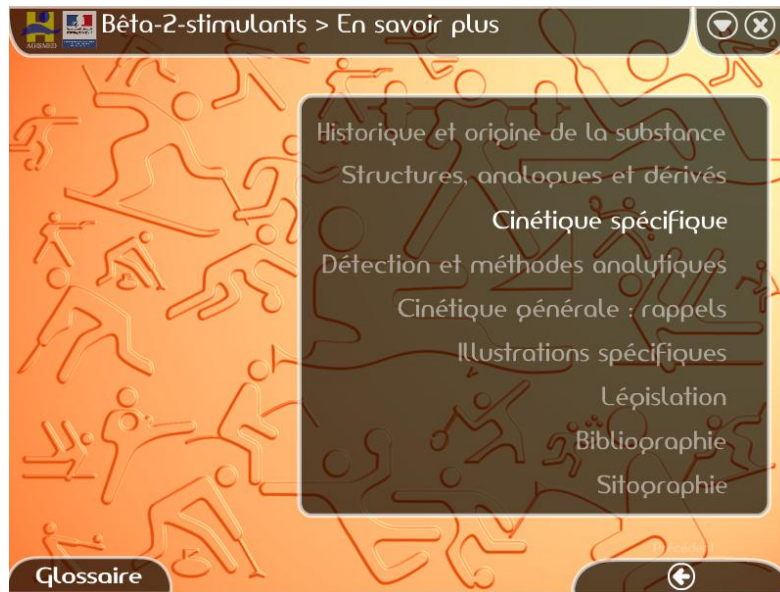 Bêta-2-stimulants > En savoir plus
Historique et origine de la substance
Structures, analogues et dérivés
Cinétique spécifique
Détection et méthodes analytiques
Cinétique générale : rappels
Illustrations spécifiques
Législation
Bibliographie
Sitographie
Précédent
Glossaire